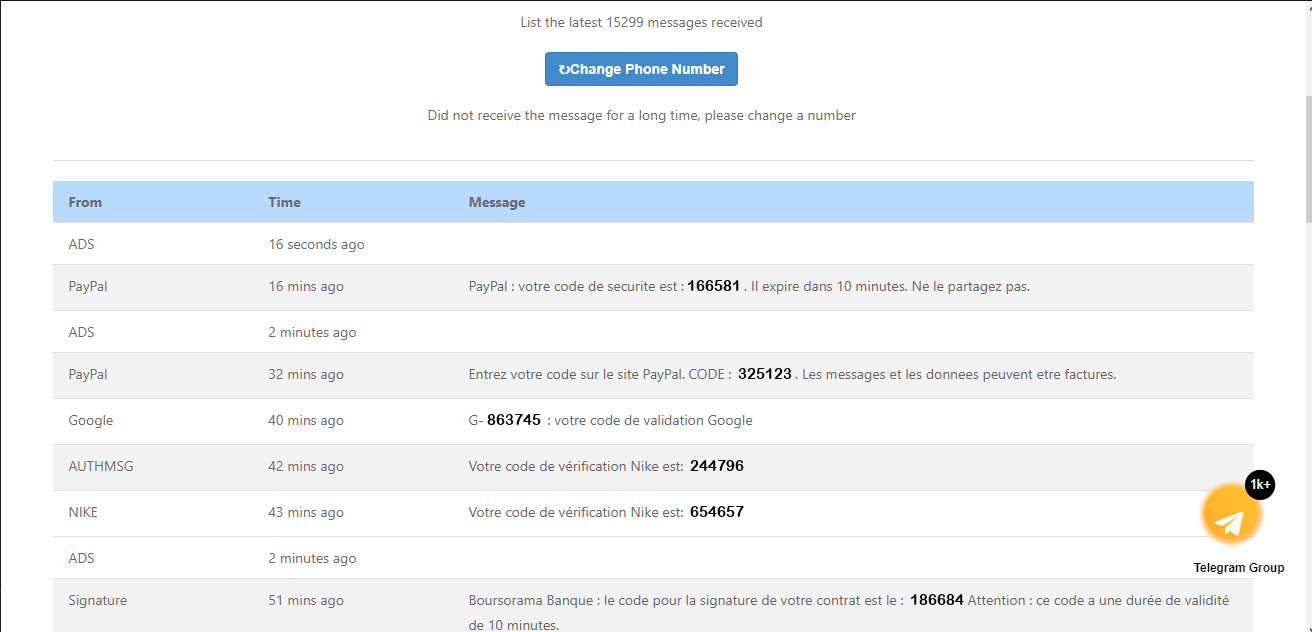 List the latest 15299 messages received
↻Change Phone Number
Did not receive the message for a long time, please change a number
From Time Message
ADS 16 seconds ago
PayPal 16 mins ago PayPal : votre code de securite est : 166581 . Il expire dans 10 minutes. Ne le partagez pas.
ADS 2 minutes ago
PayPal 32 mins ago Entrez votre code sur le site PayPal. CODE : 325123 . Les messages et les donnees peuvent etre factures.
Google 40 mins ago G- 863745 : votre code de validation Google
AUTHMSG 42 mins ago Votre code de vérification Nike est: 244796
1k+
NIKE 43 mins ago Votre code de vérification Nike est: 654657
ADS 2 minutes ago
Telegram Group
Signature 51 mins ago Boursorama Banque : le code pour la signature de votre contrat est le : 186684 Attention : ce code a une durée de validité
de 10 minutes.